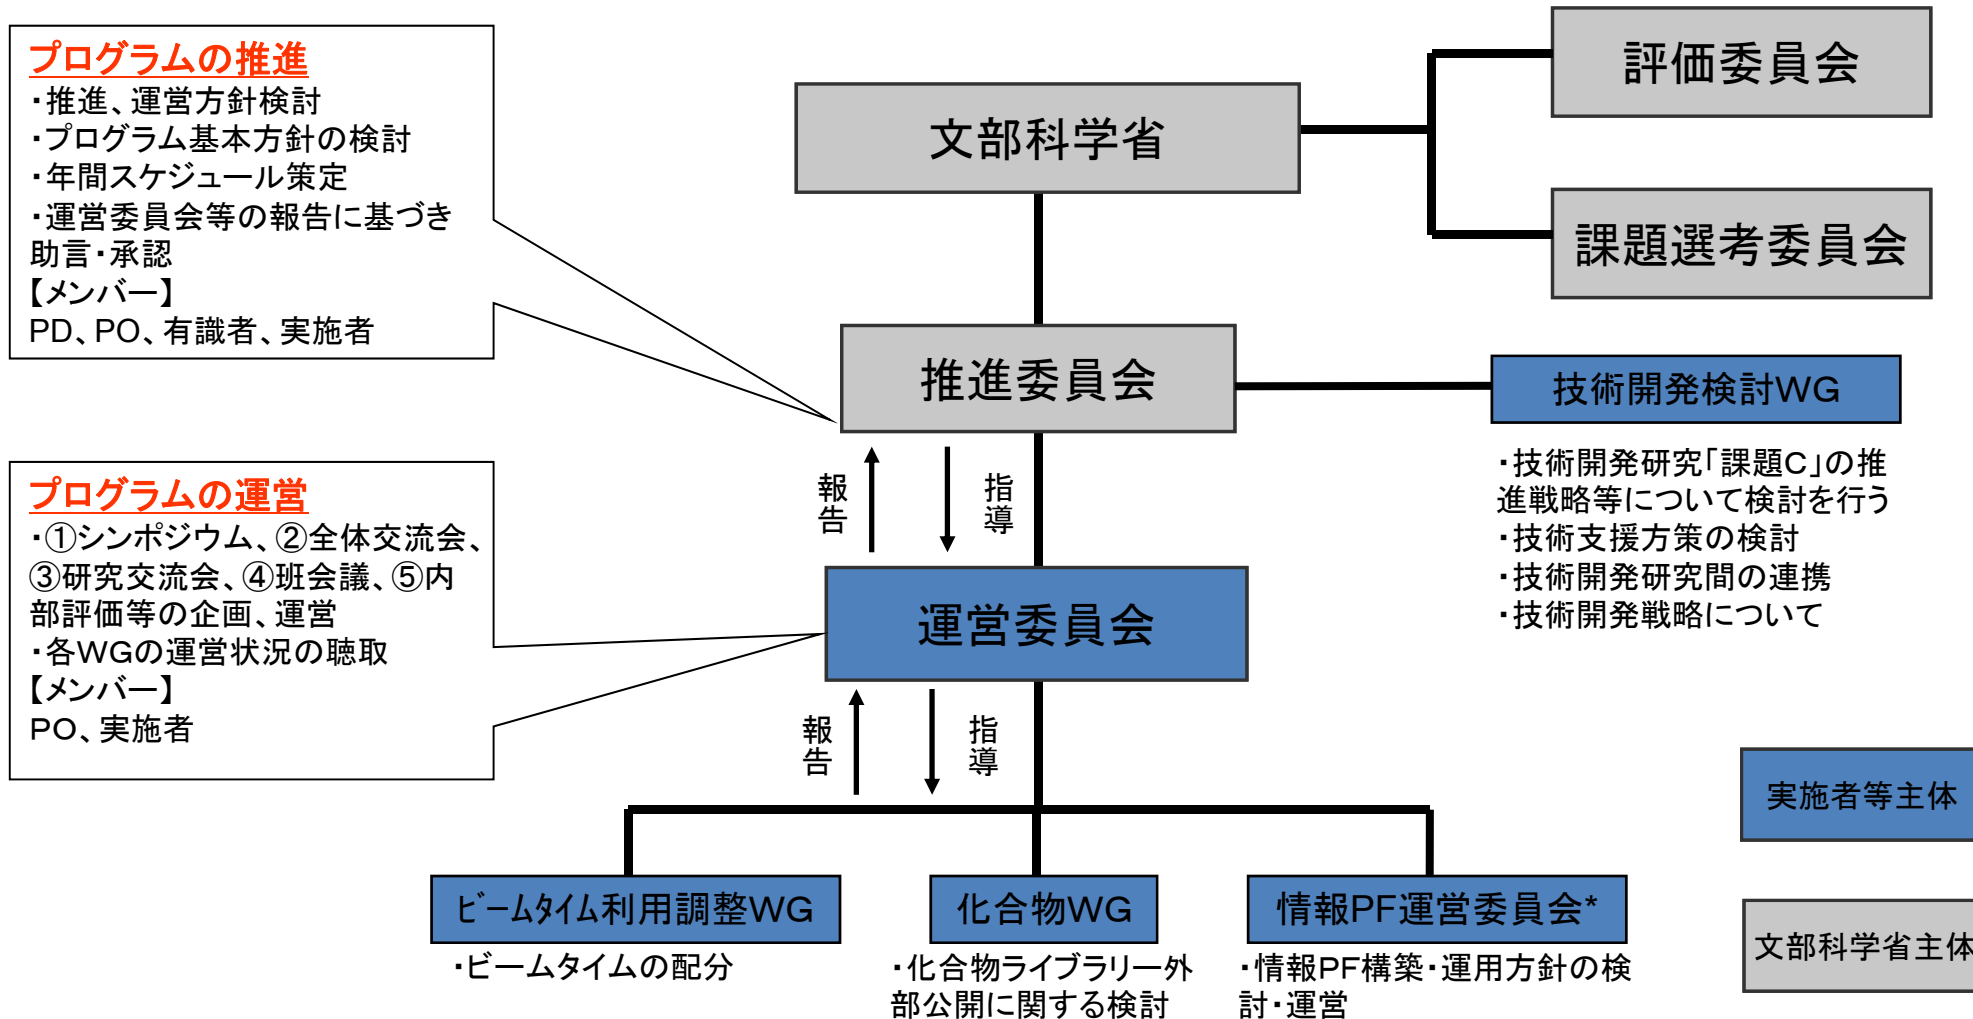 プログラムの推進
・推進、運営方針検討
・プログラム基本方針の検討
・年間スケジュール策定
・運営委員会等の報告に基づき
助言・承認
【メンバー】
PD、PO、有識者、実施者
文部科学省
評価委員会
課題選考委員会
推進委員会
技術開発検討WG
・技術開発研究「課題C」の推
進戦略等について検討を行う
・技術支援方策の検討
・技術開発研究間の連携
・技術開発戦略について
報告
指導
プログラムの運営
・①シンポジウム、②全体交流会、
③研究交流会、④班会議、⑤内
部評価等の企画、運営
・各WGの運営状況の聴取
【メンバー】
PO、実施者
運営委員会
報告
指導
ﾋﾞｰﾑﾀｲﾑ利用調整WG
・ビームタイムの配分
化合物WG
・化合物ライブラリー外
部公開に関する検討
情報PF運営委員会*
・情報PF構築・運用方針の検
討・運営
実施者等主体
文部科学省主体